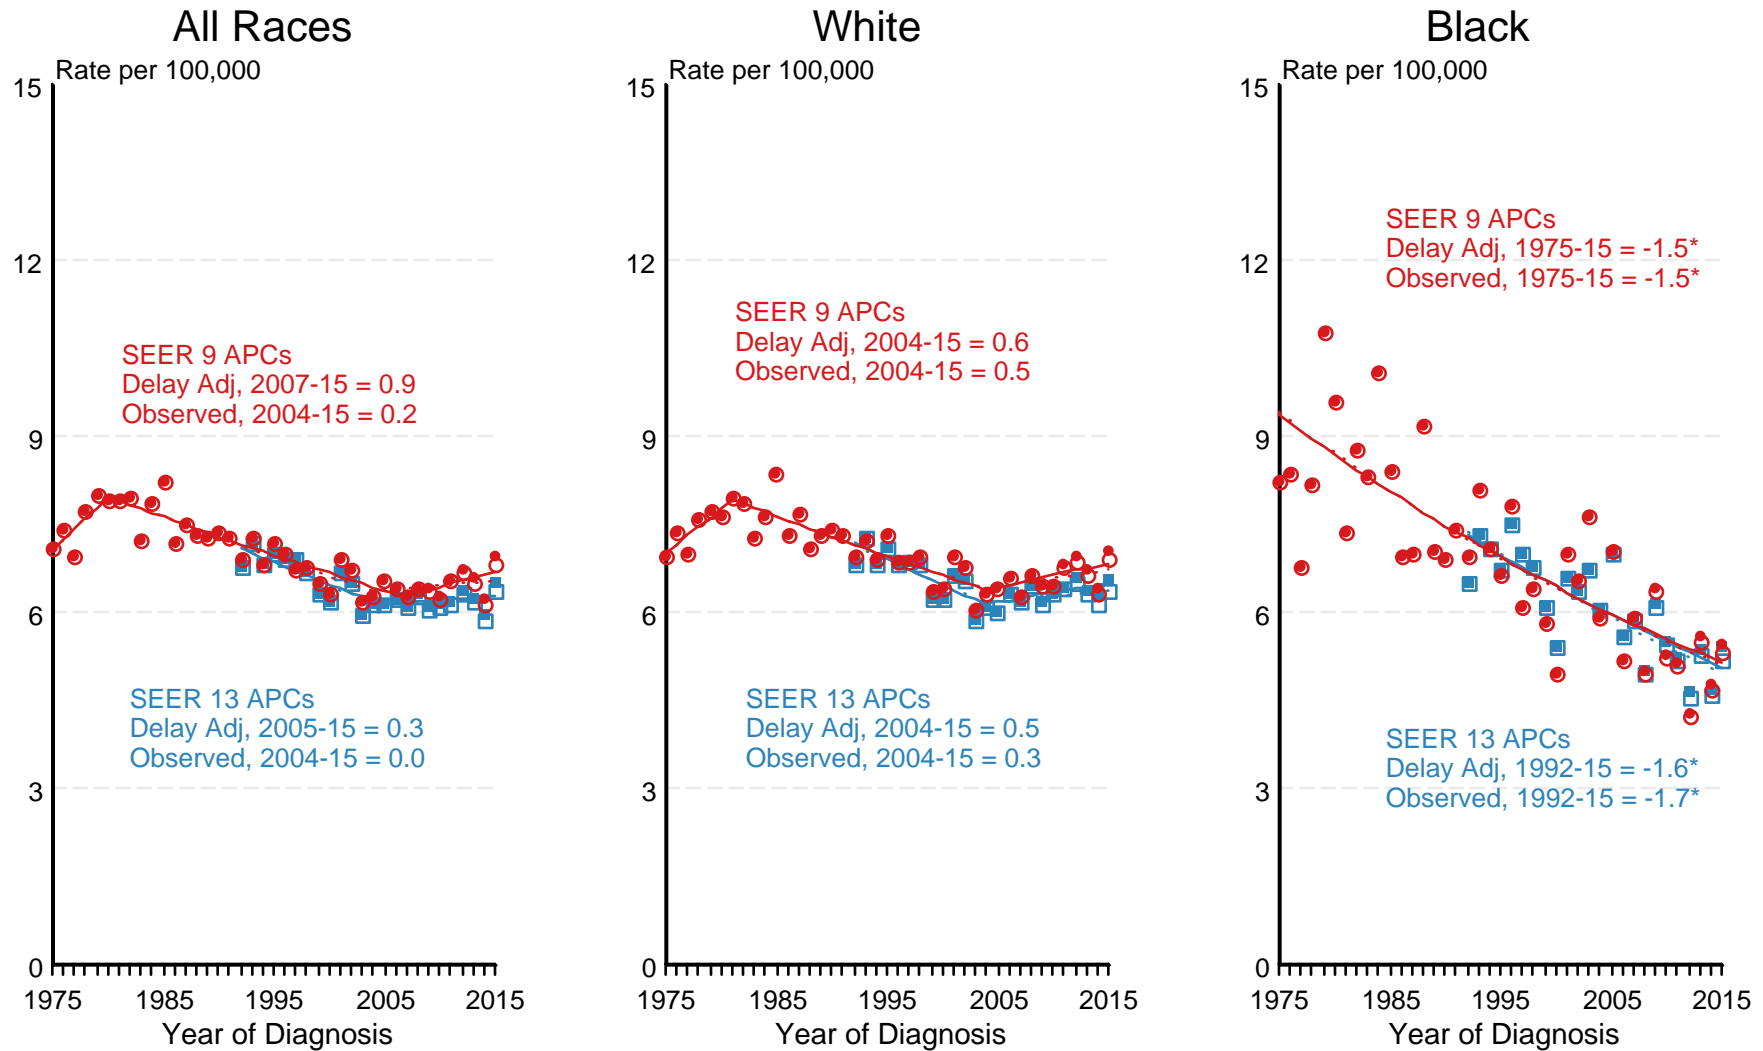 All Races
Rate per 100,000
15
12
9
6
3
0
SEER 9 APCs
Delay Adj, 2007-15 = 0.9
Observed, 2004-15 = 0.2
SEER 13 APCs
Delay Adj, 2005-15 = 0.3
Observed, 2004-15 = 0.0
1975 1985 1995 2005 2015
Year of Diagnosis
White
Rate per 100,000
15
12
9
6
3
0
SEER 9 APCs
Delay Adj, 2004-15 = 0.6
Observed, 2004-15 = 0.5
SEER 13 APCs
Delay Adj, 2004-15 = 0.5
Observed, 2004-15 = 0.3
1975 1985 1995 2005 2015
Year of Diagnosis
Black
Rate per 100,000
15
12
9
6
3
0
SEER 9 APCs
Delay Adj, 1975-15 = -1.5*
Observed, 1975-15 = -1.5*
SEER 13 APCs
Delay Adj, 1992-15 = -1.6*
Observed, 1992-15 = -1.7*
1975 1985 1995 2005 2015
Year of Diagnosis